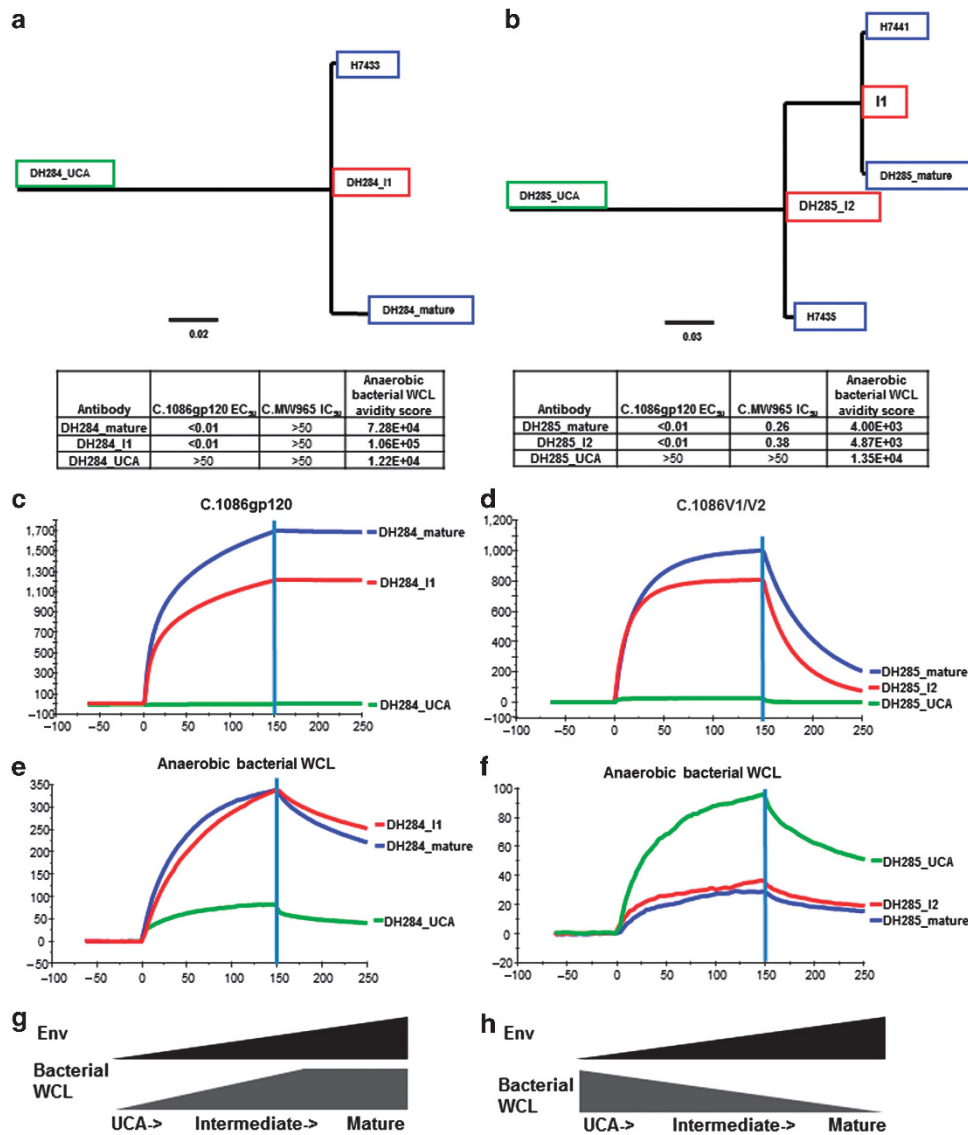 a
H7433
DH284_UCA
DH284_I1
DH284_mature
0.02
b
H7441
I1
DH285_mature
DH285_UCA
DH285_I2
H7435
0.03
Antibody C.1086gp120 EC50 C.MW965 IC50 Anaerobic bacterial WCL avidity score
DH284_mature <0.01 >50 7.28E+04
DH284_I1 <0.01 >50 1.06E+05
DH284_UCA >50 >50 1.22E+04
Antibody C.1086gp120 EC50 C.MW965 IC50 Anaerobic bacterial WCL avidity score
DH285_mature <0.01 0.26 4.00E+03
DH285_I2 <0.01 0.38 4.87E+03
DH285_UCA >50 >50 1.35E+04
c
C.1086gp120
1,700
1,500
1,300
1,100
900
700
500
300
100
−100
−100 −50 0 50 100 150 200 250
DH284_mature
DH284_I1
DH284_UCA
d
C.1086V1/V2
1,200
1,000
800
600
400
200
0
−100
−100 −50 0 50 100 150 200 250
DH285_mature
DH285_I2
DH285_UCA
e
Anaerobic bacterial WCL
350
300
250
200
150
100
50
0
−50
−100 −50 0 50 100 150 200 250
DH284_I1
DH284_mature
DH284_UCA
f
Anaerobic bacterial WCL
100
80
60
40
20
0
−20
−100 −50 0 50 100 150 200 250
DH285_UCA
DH285_I2
DH285_mature
g
Env
Bacterial
WCL
UCA-> Intermediate-> Mature
h
Env
Bacterial
WCL
UCA-> Intermediate-> Mature